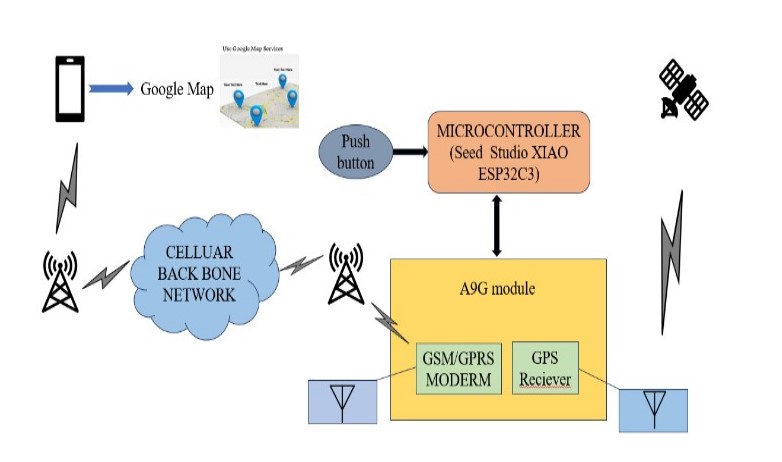 Use Google Map Services
Google Map
Push
button
MICROCONTROLLER
(Seed Studio XIAO
ESP32C3)
CELLUAR
BACK BONE
NETWORK
A9G module
GSM/GPRS
MODERM
GPS
Reciever